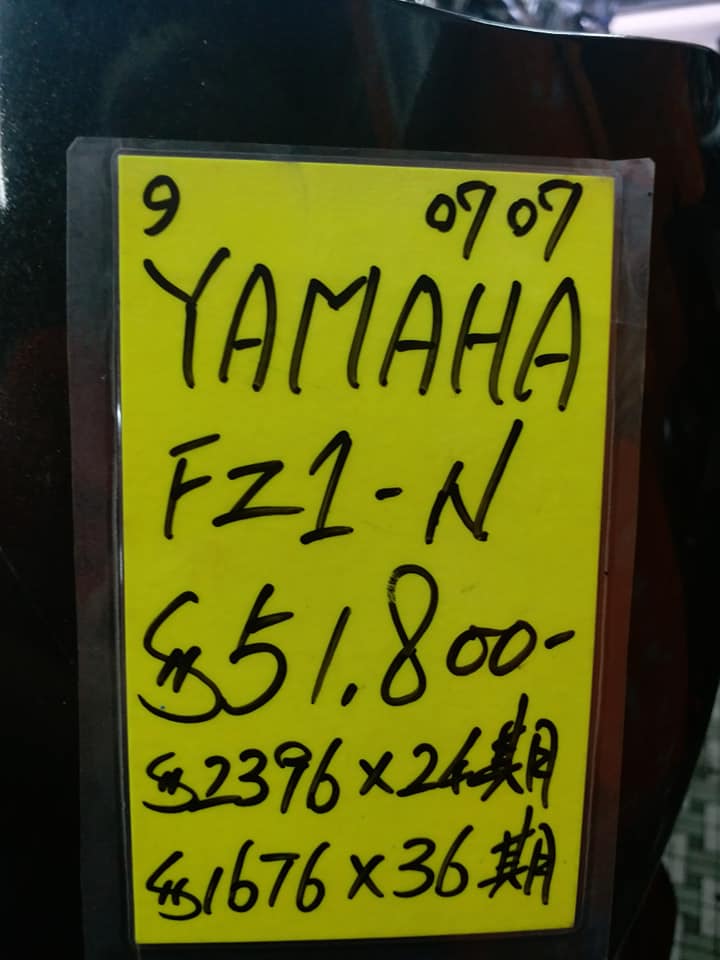 9 0707
YAMAHA
FZ1-N
$51,800-
$2396×24期
$1676×36期